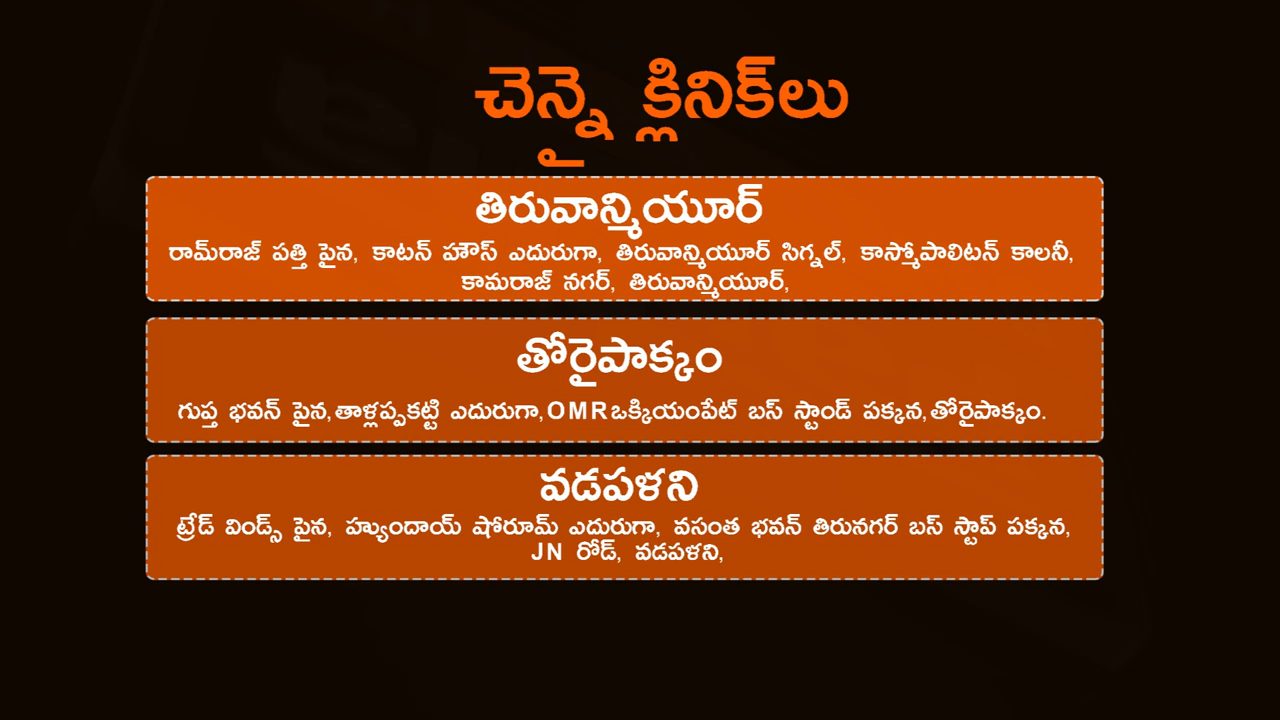 చెన్నై క్లినిక్‌లు
తిరువాన్మియూర్
రామ్‌రాజ్ పత్తి పైన, కాటన్ హౌస్ ఎదురుగా, తిరువాన్మియూర్ సిగ్నల్, కాస్మోపాలిటన్ కాలనీ,
కామరాజ్ నగర్, తిరువాన్మియూర్,
తోరైపాక్కం
గుప్త భవన్ పైన, తాళ్లప్పకట్టి ఎదురుగా, OMR ఒక్కియంపేట్ బస్ స్టాండ్ పక్కన, తోరైపాక్కం.
వడపళని
ట్రేడ్ విండ్స్ పైన, హ్యుందాయ్ షోరూమ్ ఎదురుగా, వసంత భవన్ తిరునగర్ బస్ స్టాప్ పక్కన,
JN రోడ్, వడపళని,